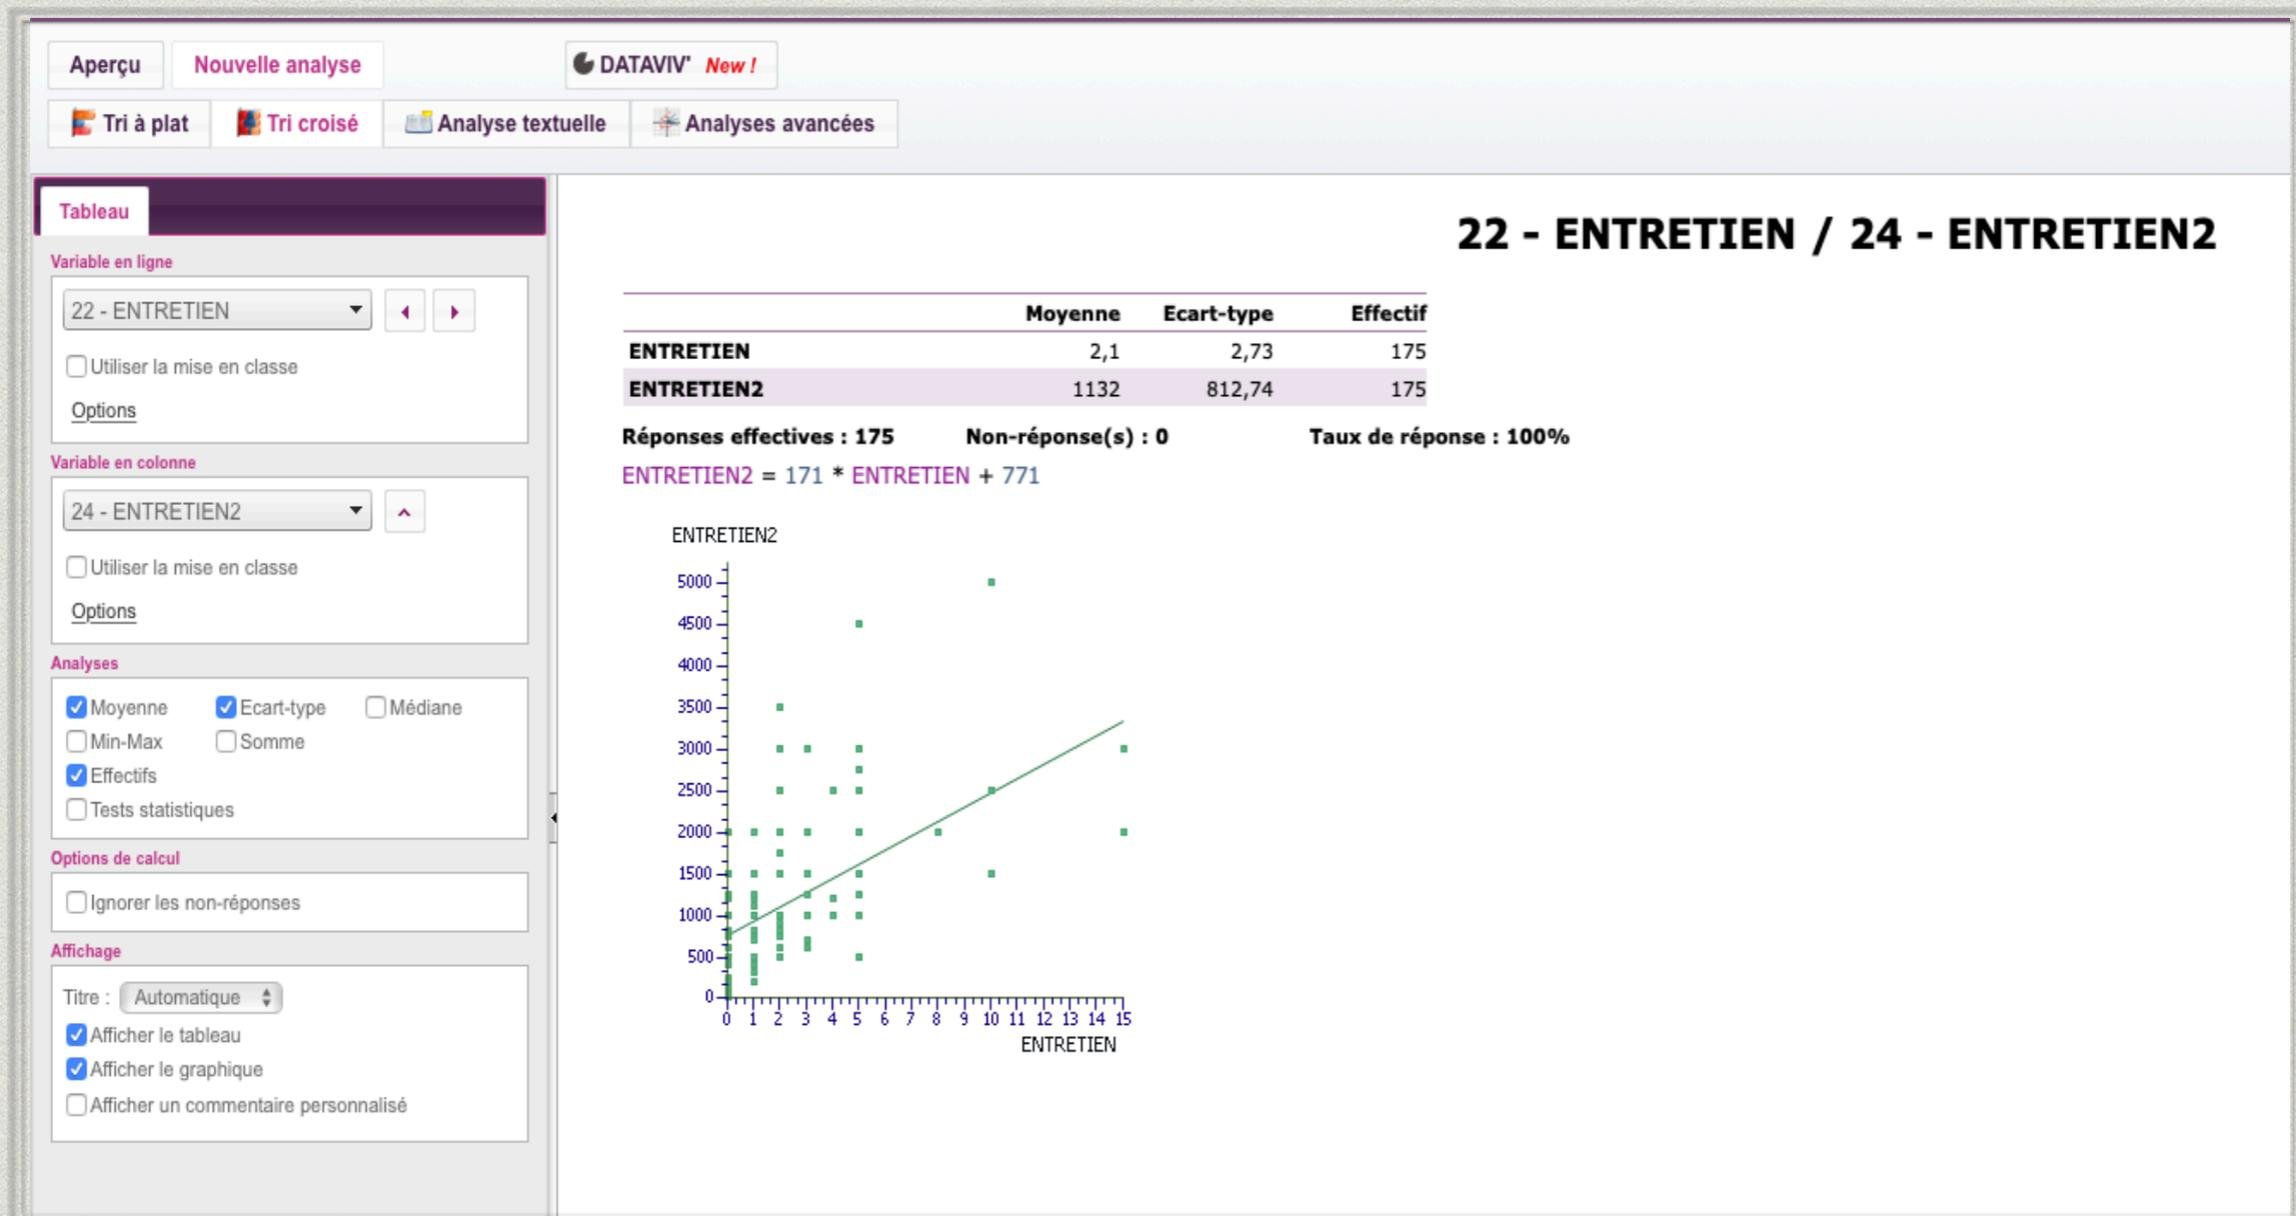 Aperçu Nouvelle analyse DATAVIV' New !
Tri à plat Tri croisé Analyse textuelle Analyses avancées
Tableau
Variable en ligne
22 - ENTRETIEN
Utiliser la mise en classe
Options
Variable en colonne
24 - ENTRETIEN2
Utiliser la mise en classe
Options
Analyses
Moyenne Ecart-type Médiane
Min-Max Somme
Effectifs
Tests statistiques
Options de calcul
Ignorer les non-réponses
Affichage
Titre : Automatique
Afficher le tableau
Afficher le graphique
Afficher un commentaire personnalisé
22 - ENTRETIEN / 24 - ENTRETIEN2
Moyenne Ecart-type Effectif
ENTRETIEN 2,1 2,73 175
ENTRETIEN2 1132 812,74 175
Réponses effectives : 175 Non-réponse(s) : 0 Taux de réponse : 100%
ENTRETIEN2 = 171 * ENTRETIEN + 771
ENTRETIEN2
5000
4500
4000
3500
3000
2500
2000
1500
1000
500
0
0 1 2 3 4 5 6 7 8 9 10 11 12 13 14 15
ENTRETIEN